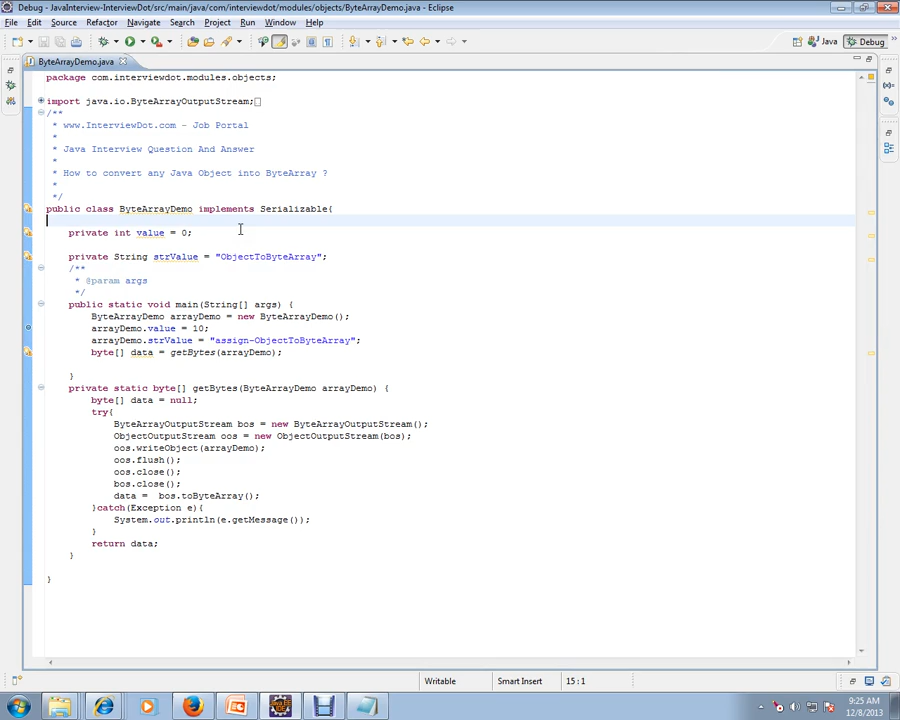 Debug - JavaInterview-InterviewDot/src/main/java/com/interviewdot/modules/objects/ByteArrayDemo.java - Eclipse
File Edit Source Refactor Navigate Search Project Run Window Help
Java Debug
ByteArrayDemo.java
package com.interviewdot.modules.objects;
import java.io.ByteArrayOutputStream;
/**
* www.InterviewDot.com - Job Portal
*
* Java Interview Question And Answer
*
* How to convert any Java Object into ByteArray ?
*
*/
public class ByteArrayDemo implements Serializable{
private int value = 0;
private String strValue = "ObjectToByteArray";
/**
* @param args
*/
public static void main(String[] args) {
ByteArrayDemo arrayDemo = new ByteArrayDemo();
arrayDemo.value = 10;
arrayDemo.strValue = "assign-ObjectToByteArray";
byte[] data = getBytes(arrayDemo);
}
private static byte[] getBytes(ByteArrayDemo arrayDemo) {
byte[] data = null;
try{
ByteArrayOutputStream bos = new ByteArrayOutputStream();
ObjectOutputStream oos = new ObjectOutputStream(bos);
oos.writeObject(arrayDemo);
oos.flush();
oos.close();
bos.close();
data =  bos.toByteArray();
}catch(Exception e){
System.out.println(e.getMessage());
}
return data;
}
}
Writable Smart Insert 15 : 1
9:25 AM
12/8/2013